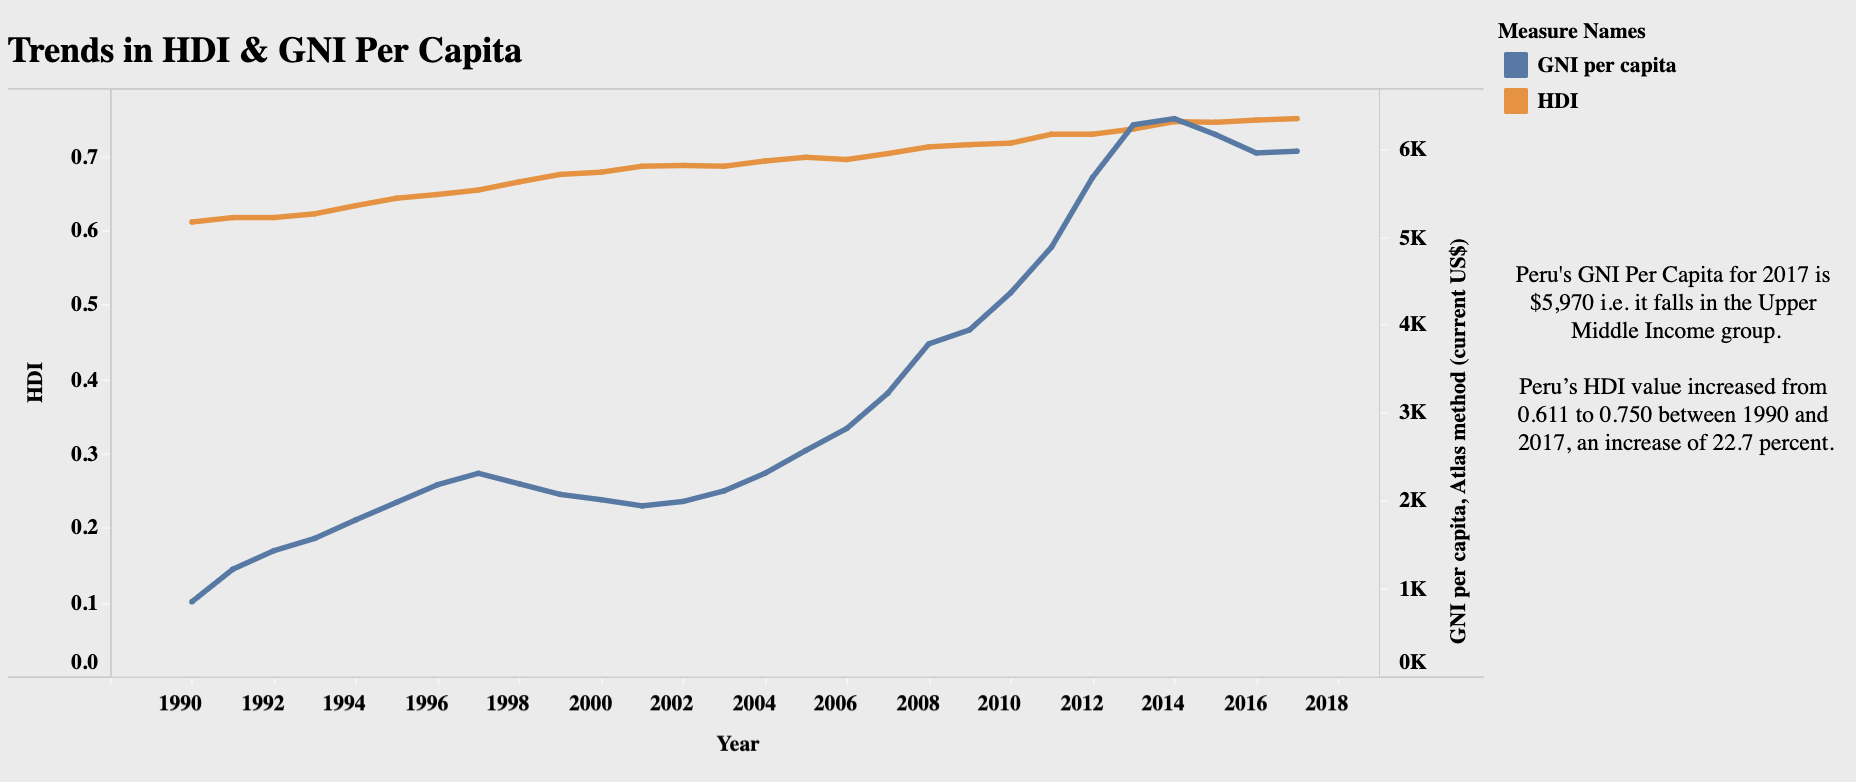 Trends in HDI & GNI Per Capita
Measure Names
GNI per capita
HDI
HDI
0.7
0.6
0.5
0.4
0.3
0.2
0.1
0.0
6K
5K
4K
3K
2K
1K
0K
GNI per capita, Atlas method (current US$)
1990 1992 1994 1996 1998 2000 2002 2004 2006 2008 2010 2012 2014 2016 2018
Year
Peru's GNI Per Capita for 2017 is
$5,970 i.e. it falls in the Upper
Middle Income group.
Peru’s HDI value increased from
0.611 to 0.750 between 1990 and
2017, an increase of 22.7 percent.